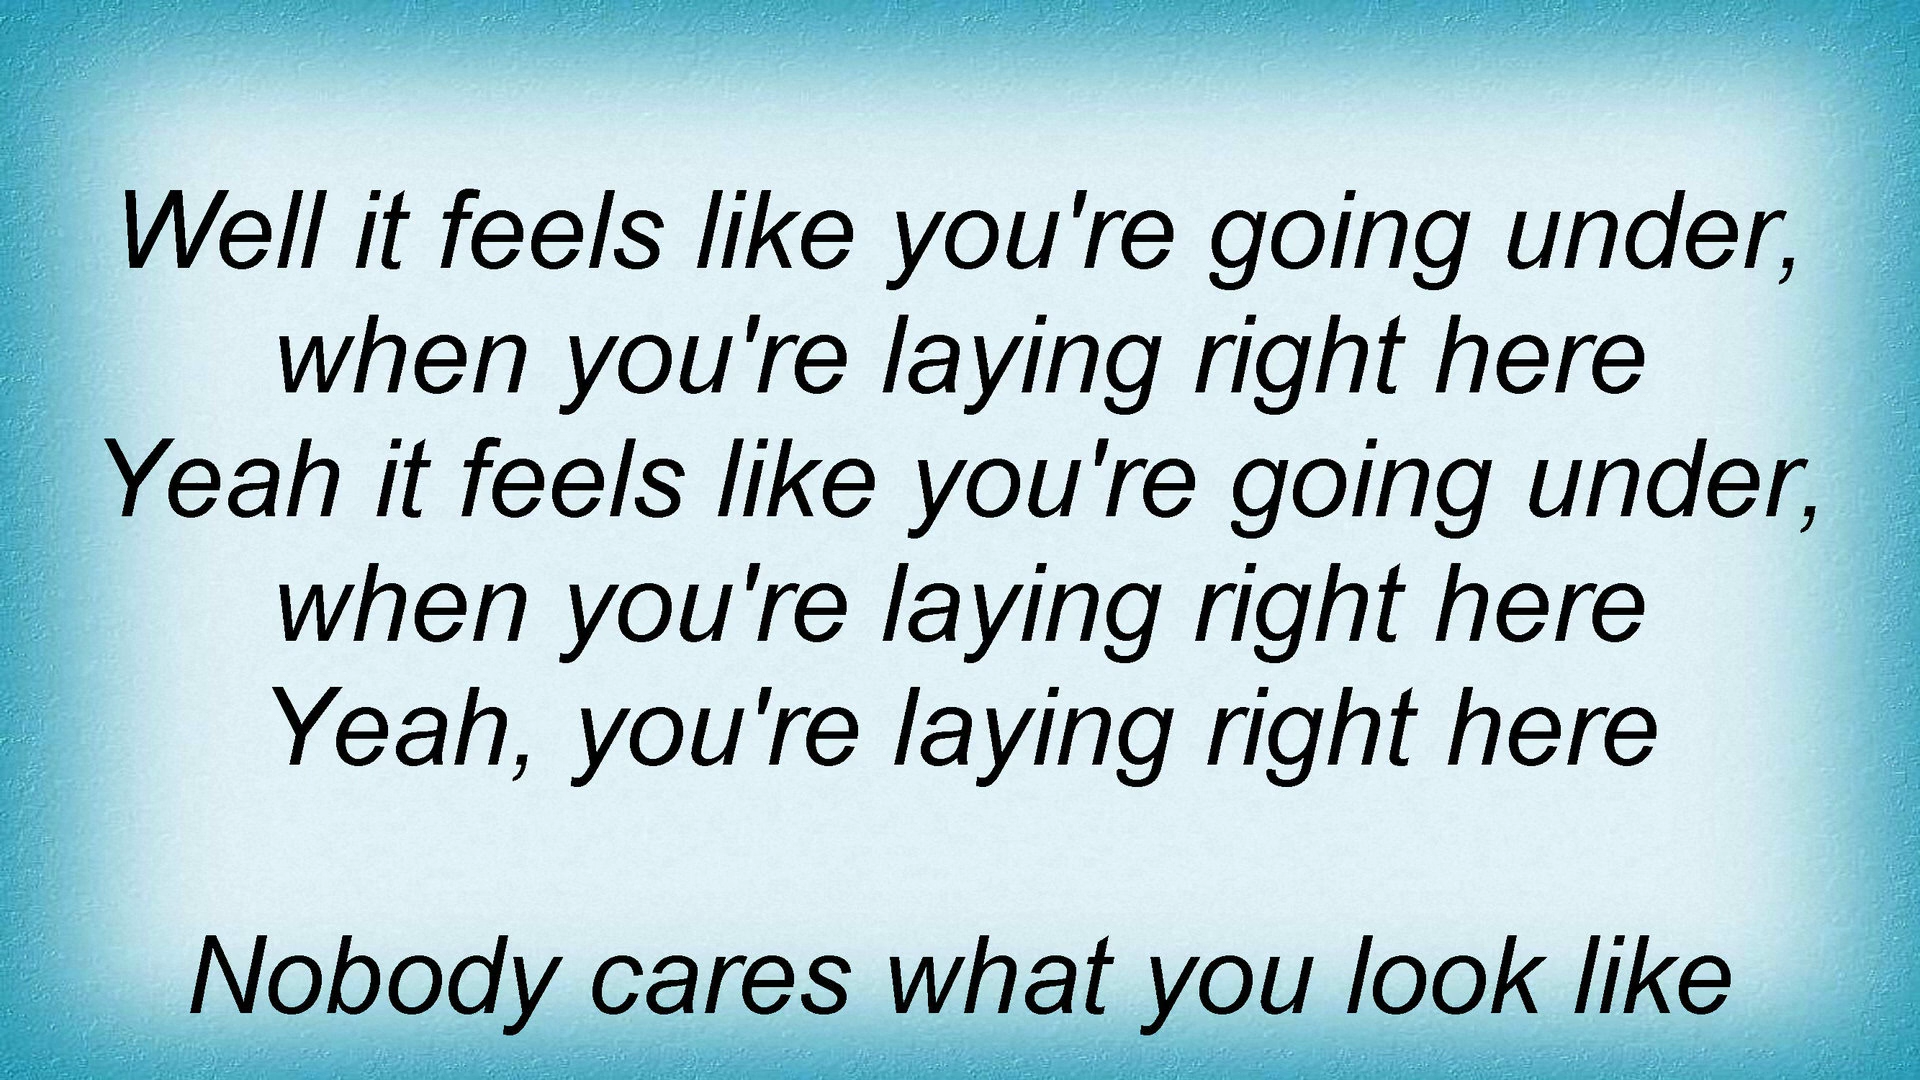 Well it feels like you're going under,
when you're laying right here
Yeah it feels like you're going under,
when you're laying right here
Yeah, you're laying right here
Nobody cares what you look like